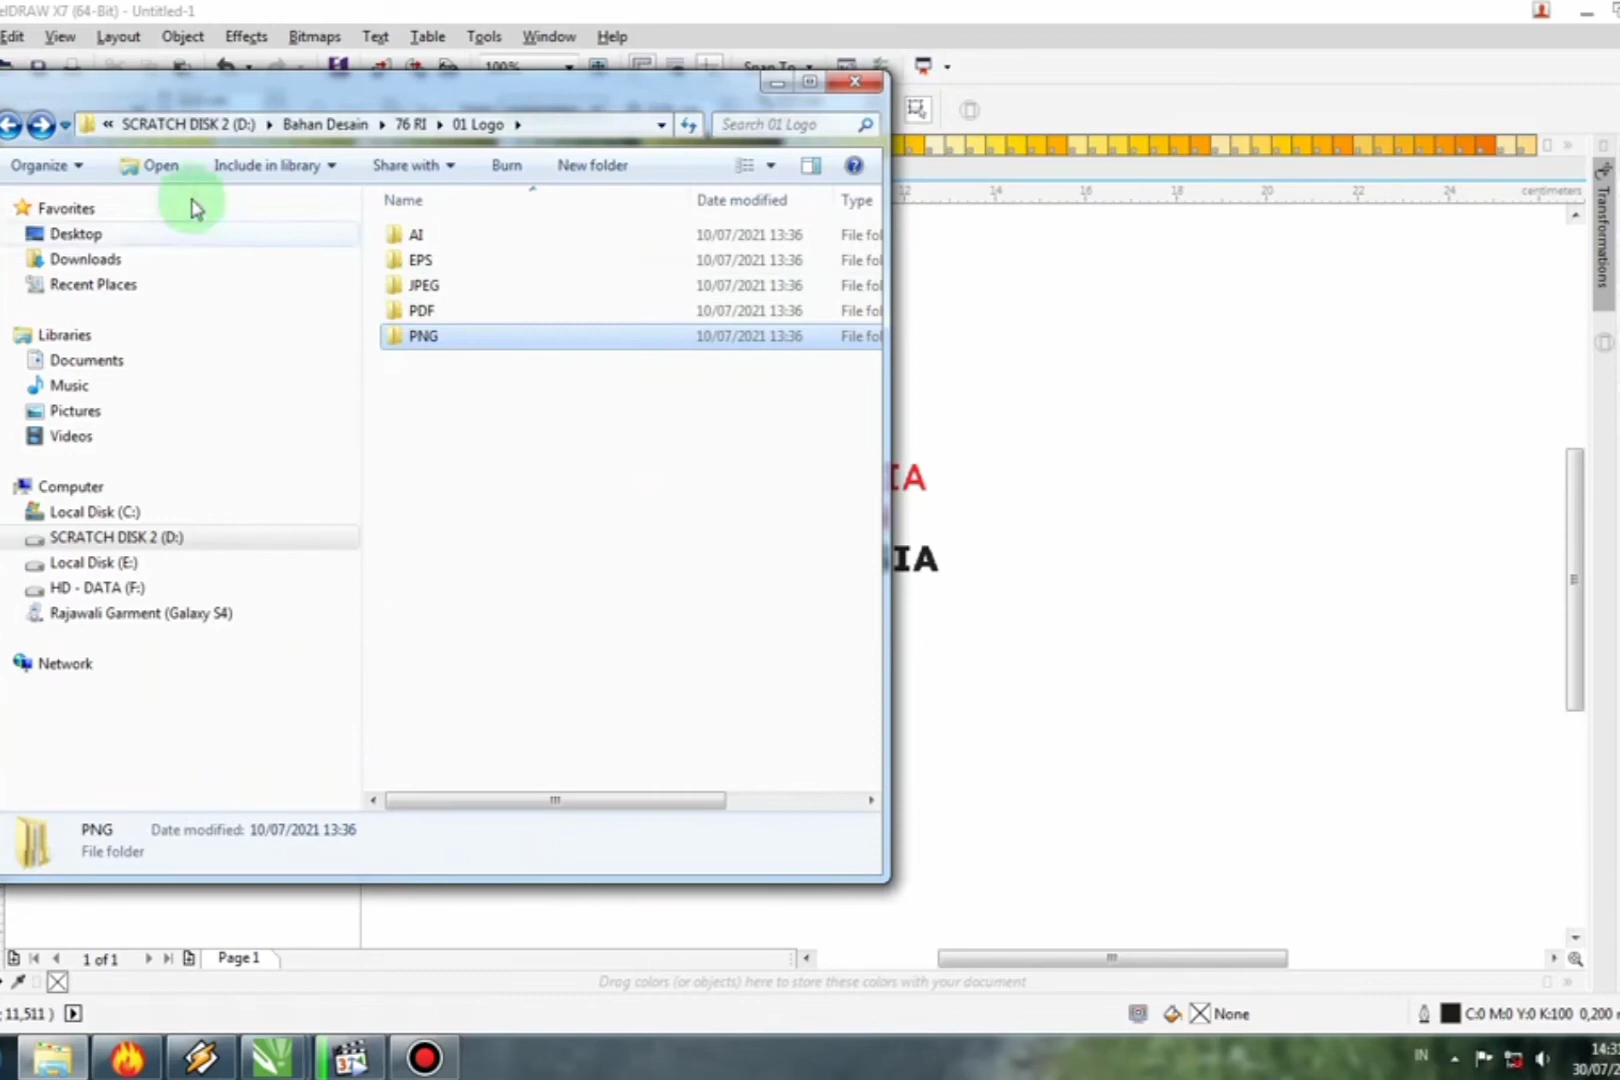 elDRAW X7 (64-Bit) - Untitled-1
Edit View Layout Object Effects Bitmaps Text Table Tools Window Help
100% Snap To
« SCRATCH DISK 2 (D:) Bahan Desain 76 RI 01 Logo Search 01 Logo
Organize Open Include in library Share with Burn New folder
12 14 16 18 20 22 24 centimeters
Transformations
Name Date modified Type
Favorites
Desktop
Downloads
Recent Places
Libraries
Documents
Music
Pictures
Videos
Computer
Local Disk (C:)
SCRATCH DISK 2 (D:)
Local Disk (E:)
HD - DATA (F:)
Rajawali Garment (Galaxy S4)
Network
AI 10/07/2021 13:36 File fol
EPS 10/07/2021 13:36 File fol
JPEG 10/07/2021 13:36 File fol
PDF 10/07/2021 13:36 File fol
PNG 10/07/2021 13:36 File fol
IA
IA
PNG Date modified: 10/07/2021 13:36
File folder
1 of 1 Page 1
Drag colors (or objects) here to store these colors with your document
11,511 ) None C:0 M:0 Y:0 K:100 0,200
37
IN
14:3
30/07/2